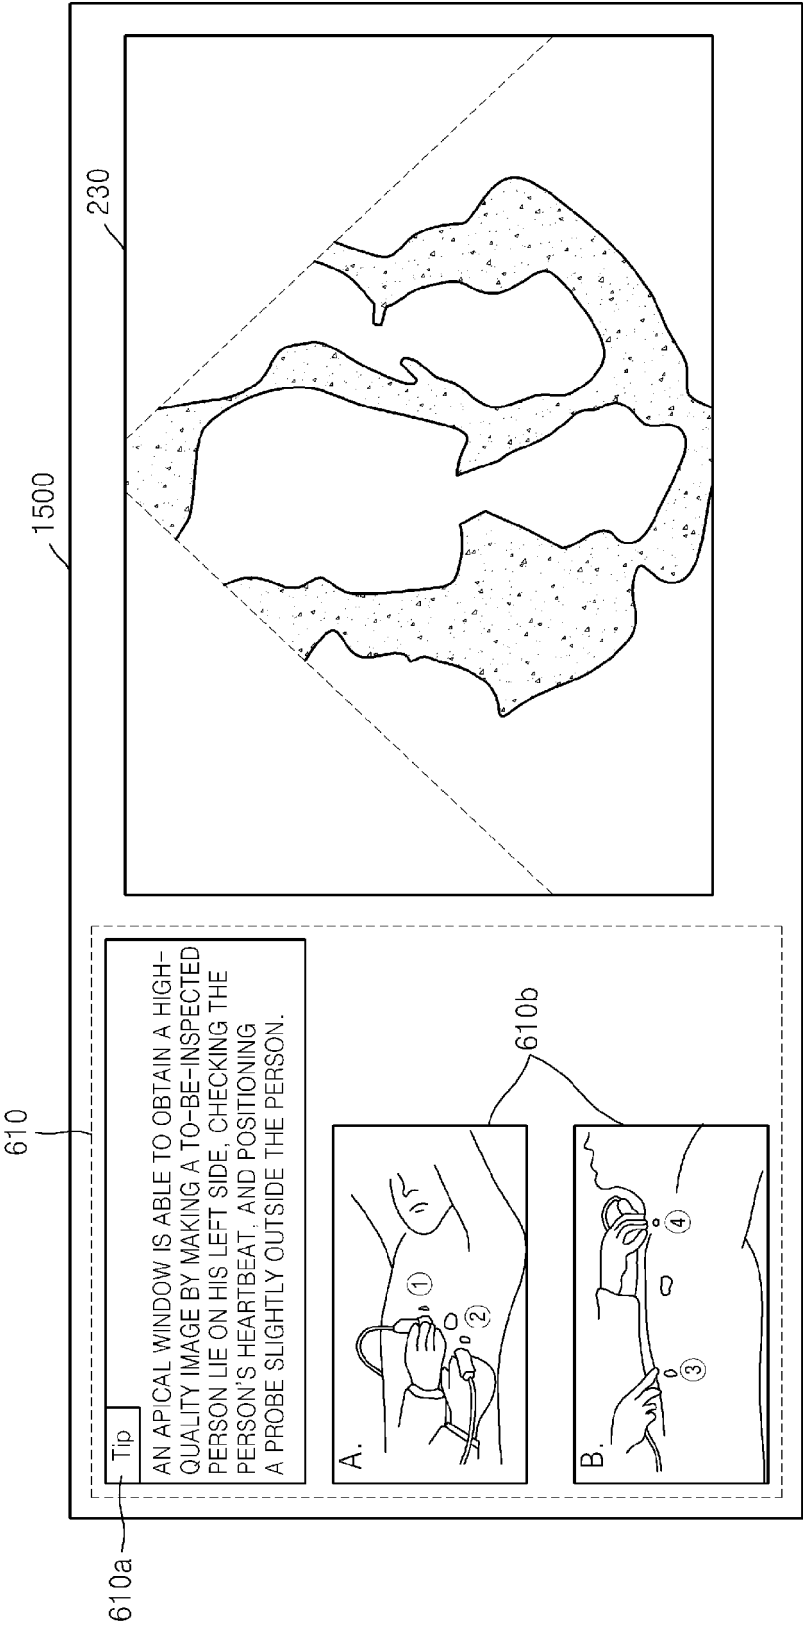 610
1500
230
610a
Tip
AN APICAL WINDOW IS ABLE TO OBTAIN A HIGH-
QUALITY IMAGE BY MAKING A TO-BE-INSPECTED
PERSON LIE ON HIS LEFT SIDE, CHECKING THE
PERSON'S HEARTBEAT, AND POSITIONING
A PROBE SLIGHTLY OUTSIDE THE PERSON.
A.
①
②
610b
B.
③
④